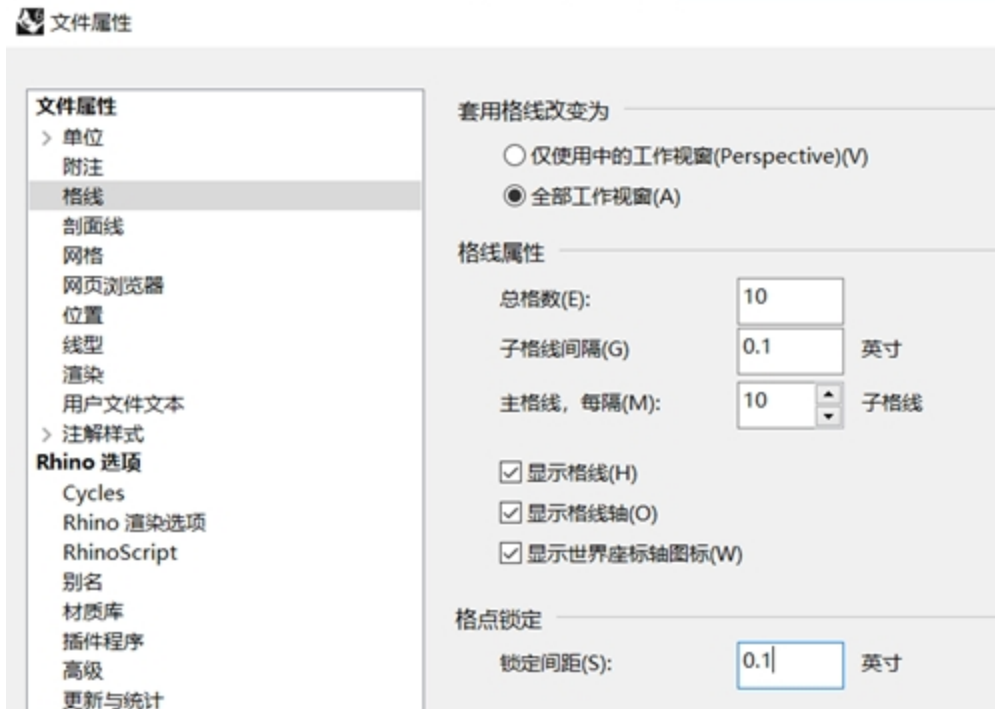 文件属性
文件属性
单位
附注
格线
剖面线
网格
网页浏览器
位置
线型
渲染
用户文件文本
注解样式
Rhino 选项
Cycles
Rhino 渲染选项
RhinoScript
别名
材质库
插件程序
高级
更新与统计
套用格线改变为
仅使用中的工作视窗(Perspective)(V)
全部工作视窗(A)
格线属性
总格数(E): 10
子格线间隔(G) 0.1 英寸
主格线，每隔(M): 10 子格线
显示格线(H)
显示格线轴(O)
显示世界座标轴图标(W)
格点锁定
锁定间距(S): 0.1 英寸